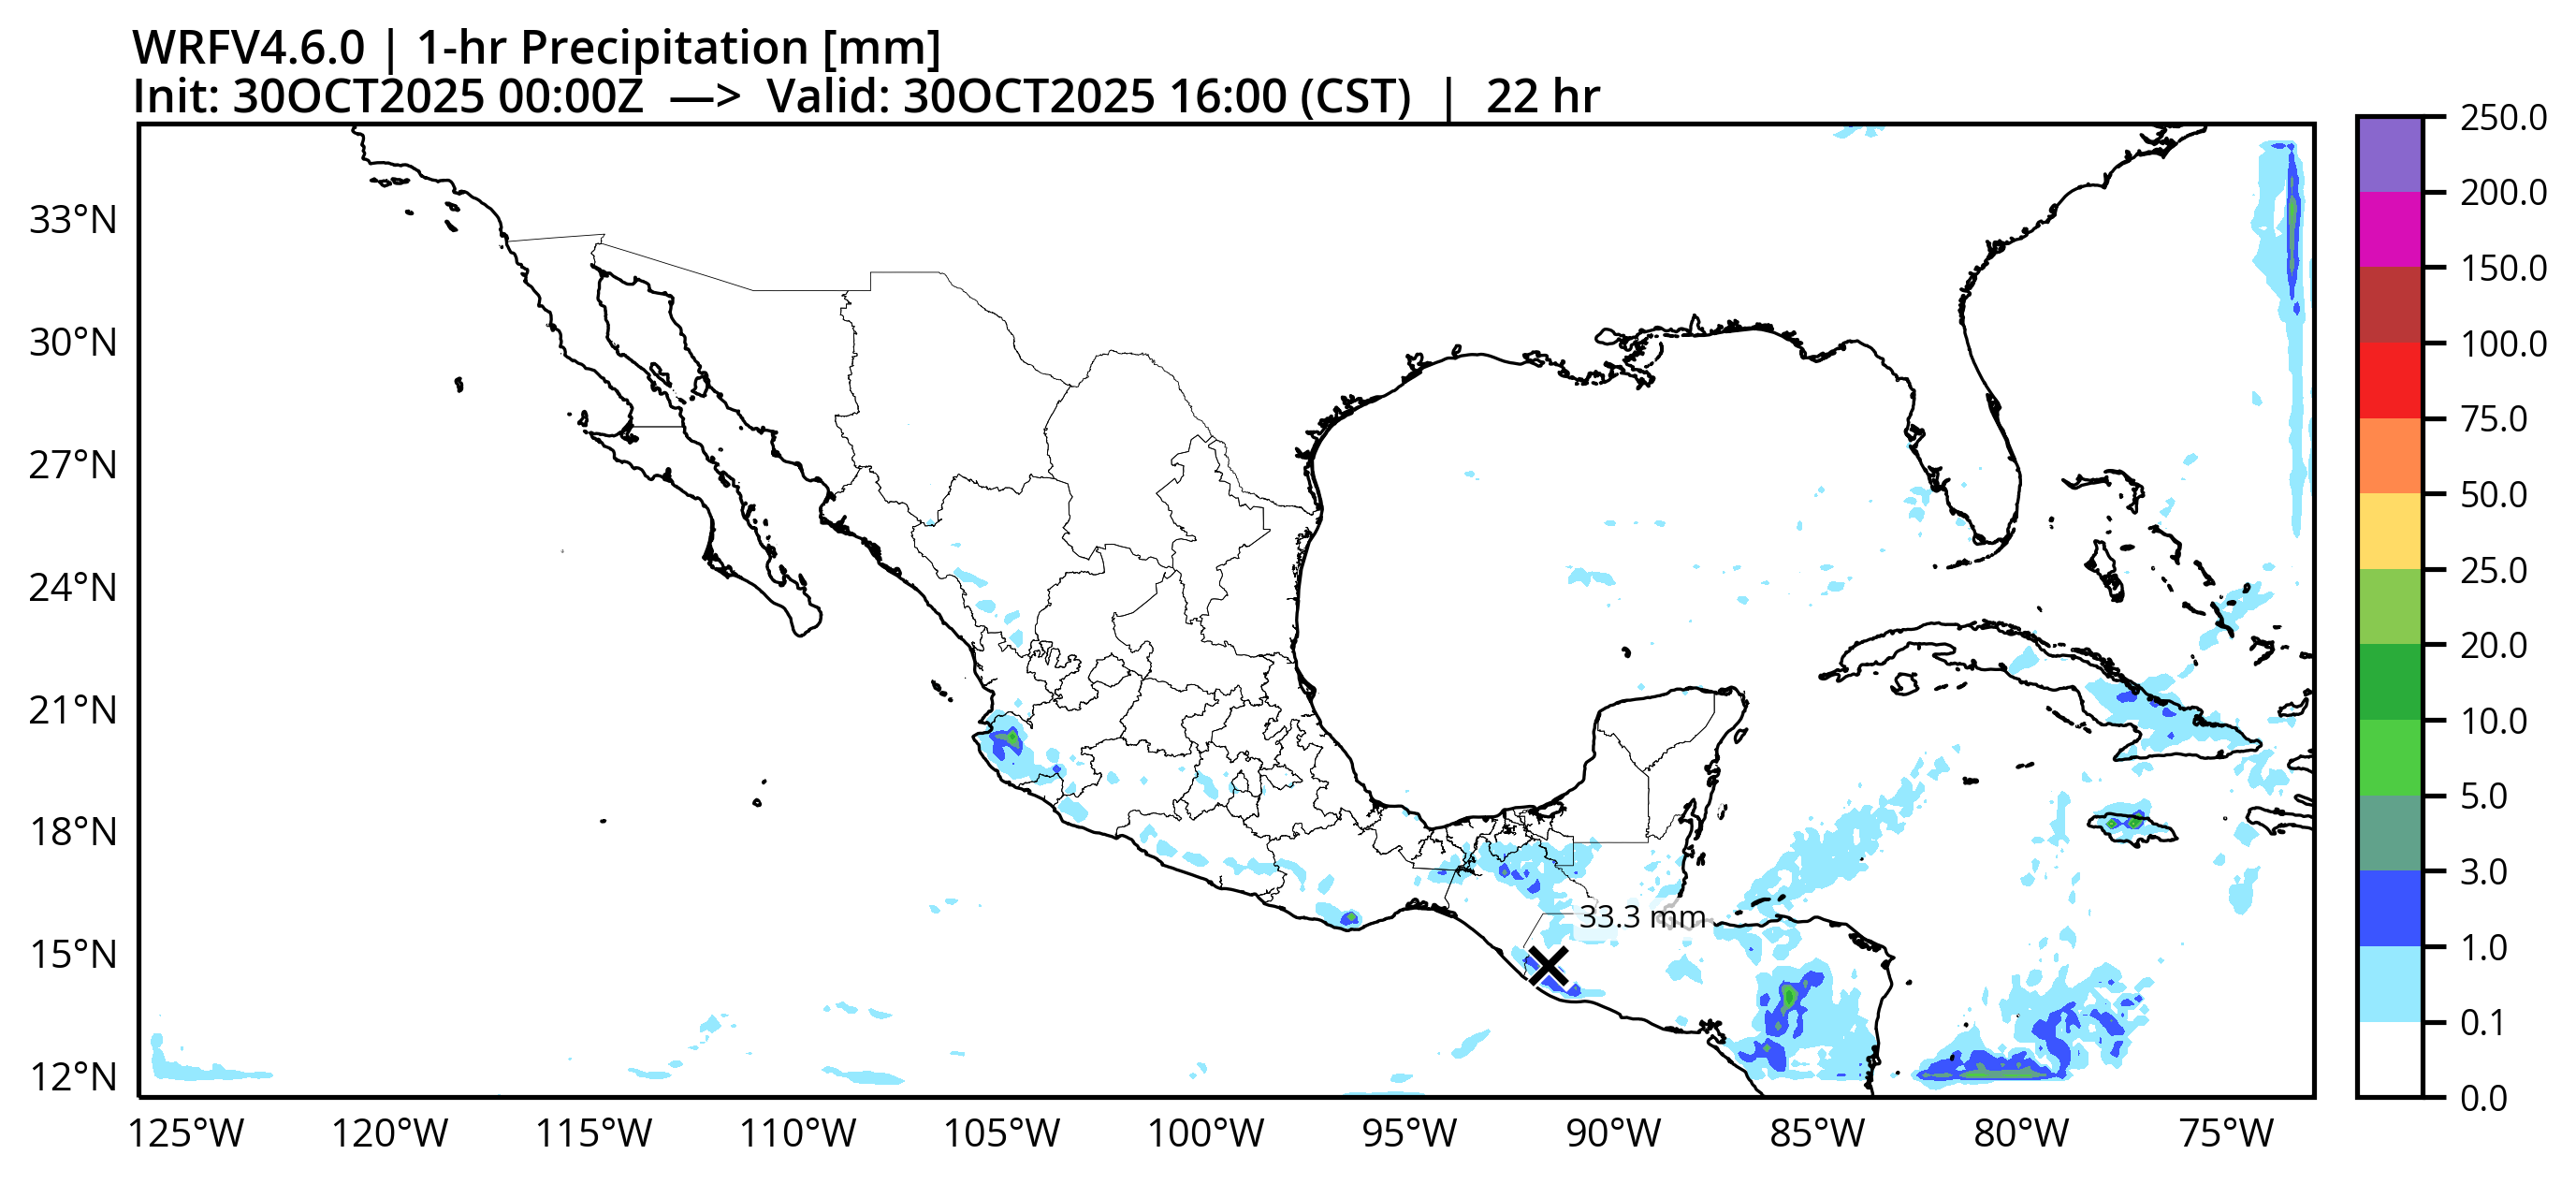 WRFV4.6.0 | 1-hr Precipitation [mm]
Init: 30OCT2025 00:00Z —> Valid: 30OCT2025 16:00 (CST) | 22 hr
33°N
30°N
27°N
24°N
21°N
18°N
15°N
12°N
33.3 mm
125°W 120°W 115°W 110°W 105°W 100°W 95°W 90°W 85°W 80°W 75°W
250.0
200.0
150.0
100.0
75.0
50.0
25.0
20.0
10.0
5.0
3.0
1.0
0.1
0.0